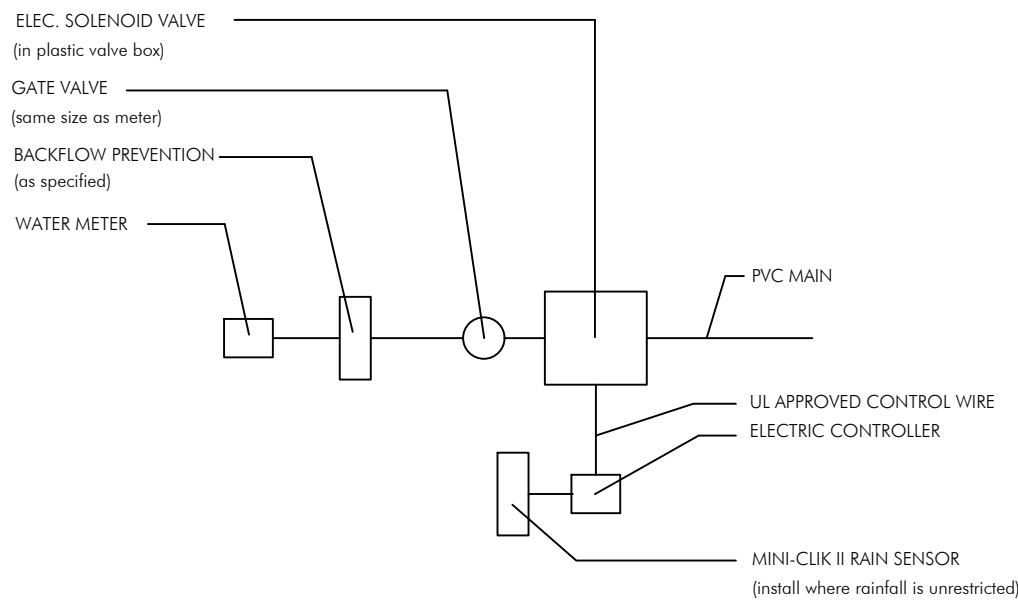 ELEC. SOLENOID VALVE
(in plastic valve box)
GATE VALVE
(same size as meter)
BACKFLOW PREVENTION
(as specified)
WATER METER
PVC MAIN
UL APPROVED CONTROL WIRE
ELECTRIC CONTROLLER
MINI-CLIK II RAIN SENSOR
(install where rainfall is unrestricted)